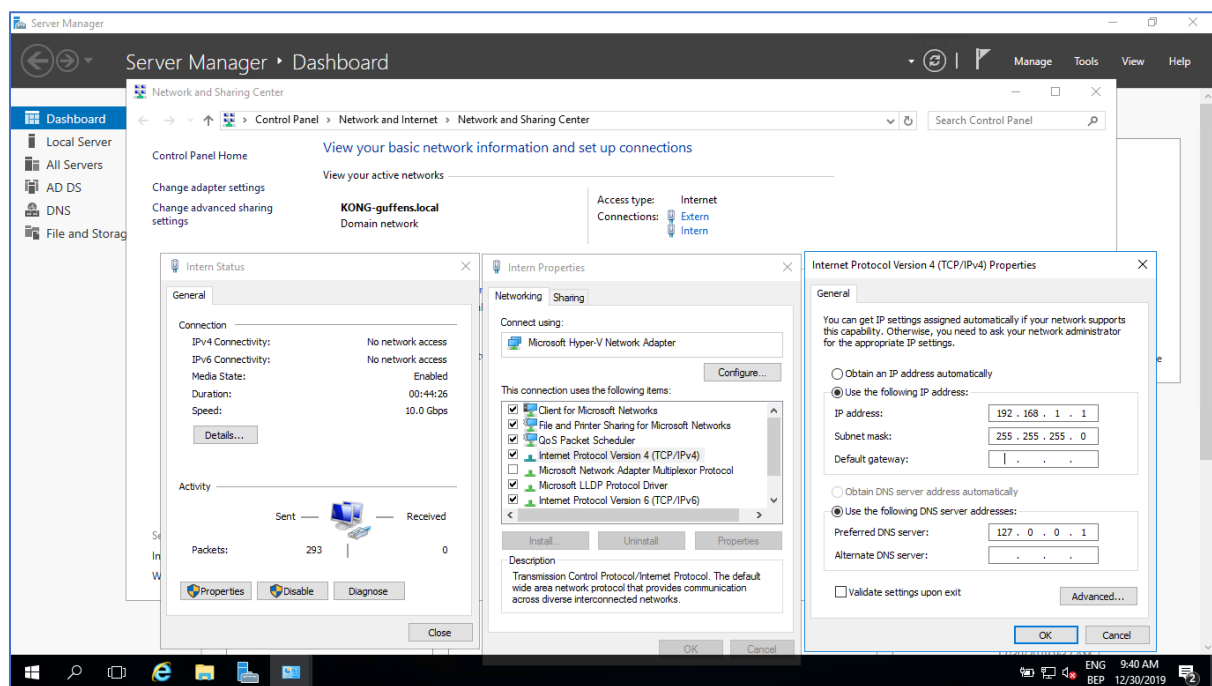 Server Manager
Server Manager • Dashboard
Manage Tools View Help
Network and Sharing Center
Control Panel > Network and Internet > Network and Sharing Center
Search Control Panel
Dashboard
Local Server
All Servers
AD DS
DNS
File and Storag
Control Panel Home
Change adapter settings
Change advanced sharing
settings
View your basic network information and set up connections
View your active networks
KONG-guffens.local
Domain network
Access type: Internet
Connections: Extern
Intern
Intern Status
General
Connection
IPv4 Connectivity: No network access
IPv6 Connectivity: No network access
Media State: Enabled
Duration: 00:44:26
Speed: 10.0 Gbps
Details...
Activity
Sent Received
Packets: 293 0
Properties Disable Diagnose
Close
Se
In
W
Intern Properties
Networking Sharing
Connect using:
Microsoft Hyper-V Network Adapter
Configure...
This connection uses the following items:
Client for Microsoft Networks
File and Printer Sharing for Microsoft Networks
QoS Packet Scheduler
Internet Protocol Version 4 (TCP/IPv4)
Microsoft Network Adapter Multiplexor Protocol
Microsoft LLDP Protocol Driver
Internet Protocol Version 6 (TCP/IPv6)
Install... Uninstall Properties
Description
Transmission Control Protocol/Internet Protocol. The default
wide area network protocol that provides communication
across diverse interconnected networks.
OK Cancel
Internet Protocol Version 4 (TCP/IPv4) Properties
General
You can get IP settings assigned automatically if your network supports
this capability. Otherwise, you need to ask your network administrator
for the appropriate IP settings.
Obtain an IP address automatically
Use the following IP address:
IP address: 192 . 168 . 1 . 1
Subnet mask: 255 . 255 . 255 . 0
Default gateway: . . .
Obtain DNS server address automatically
Use the following DNS server addresses:
Preferred DNS server: 127 . 0 . 0 . 1
Alternate DNS server: . . .
Validate settings upon exit
Advanced...
OK Cancel
ENG 9:40 AM
BEP 12/30/2019
2